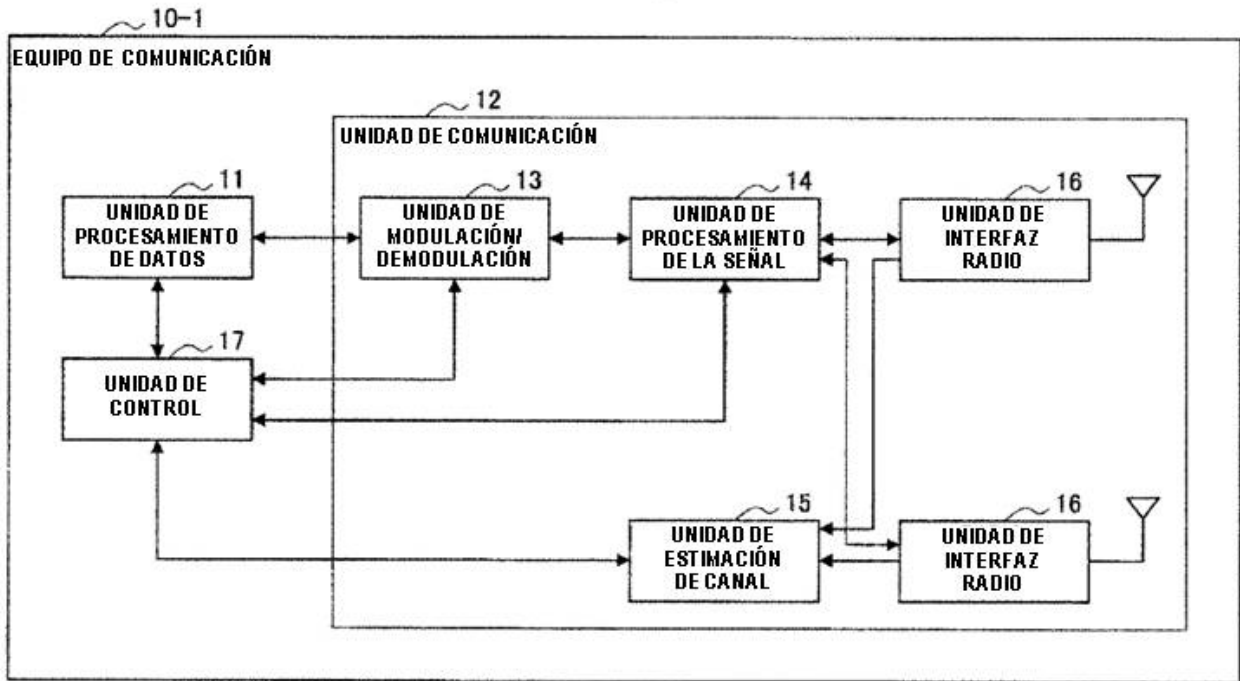 10-1
EQUIPO DE COMUNICACIÓN
12
UNIDAD DE COMUNICACIÓN
11
UNIDAD DE
PROCESAMIENTO
DE DATOS
13
UNIDAD DE
MODULACIÓN/
DEMODULACIÓN
14
UNIDAD DE
PROCESAMIENTO
DE LA SEÑAL
16
UNIDAD DE
INTERFAZ
RADIO
17
UNIDAD DE
CONTROL
15
UNIDAD DE
ESTIMACIÓN
DE CANAL
16
UNIDAD DE
INTERFAZ
RADIO